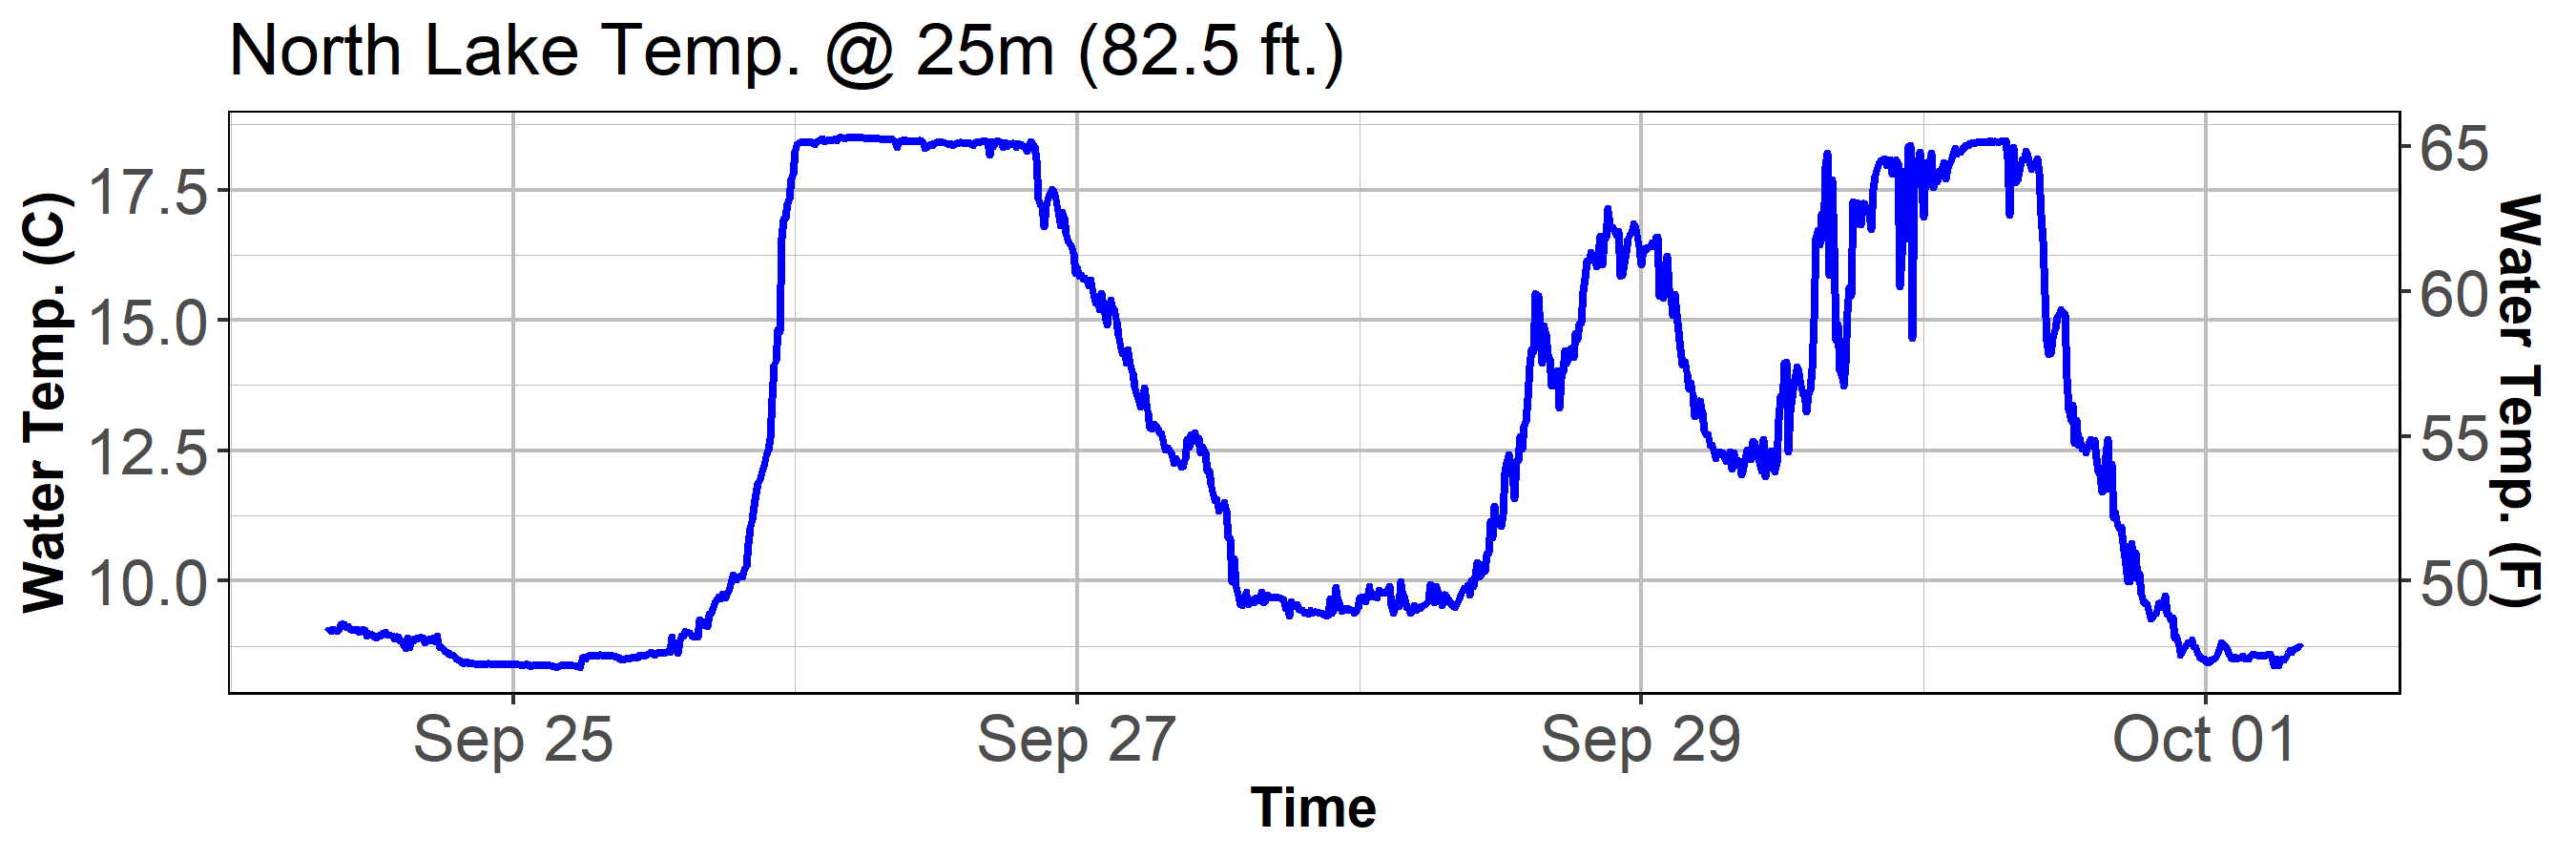 North Lake Temp. @ 25m (82.5 ft.)
Water Temp. (C)
17.5
15.0
12.5
10.0
65
60
55
50
Water Temp. (F)
Sep 25
Sep 27
Sep 29
Oct 01
Time